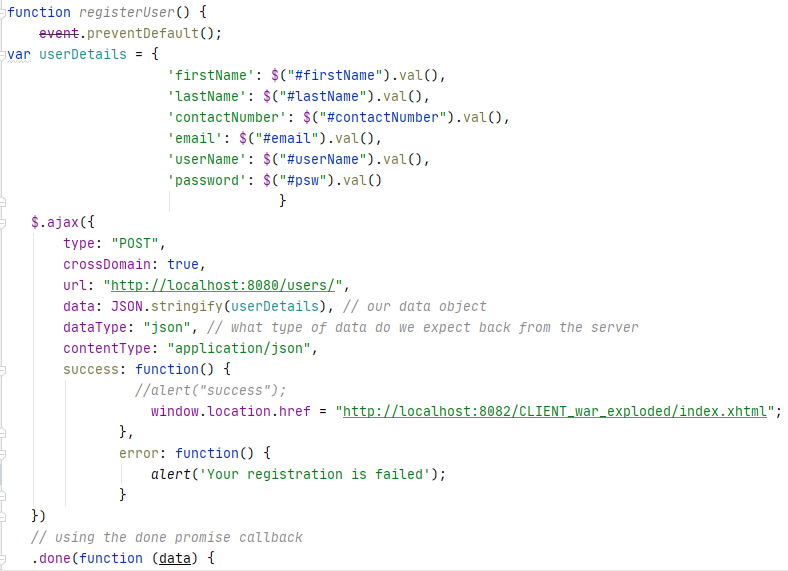 function registerUser() {
    event.preventDefault();
var userDetails = {
                    'firstName': $("#firstName").val(),
                    'lastName': $("#lastName").val(),
                    'contactNumber': $("#contactNumber").val(),
                    'email': $("#email").val(),
                    'userName': $("#userName").val(),
                    'password': $("#psw").val()
                                  }
   $.ajax({
       type: "POST",
       crossDomain: true,
       url: "http://localhost:8080/users/",
       data: JSON.stringify(userDetails), // our data object
       dataType: "json", // what type of data do we expect back from the server
       contentType: "application/json",
       success: function() {
                //alert("success");
                  window.location.href = "http://localhost:8082/CLIENT_war_exploded/index.xhtml";
              },
              error: function() {
                  alert('Your registration is failed');
              }
   })
   // using the done promise callback
   .done(function (data) {